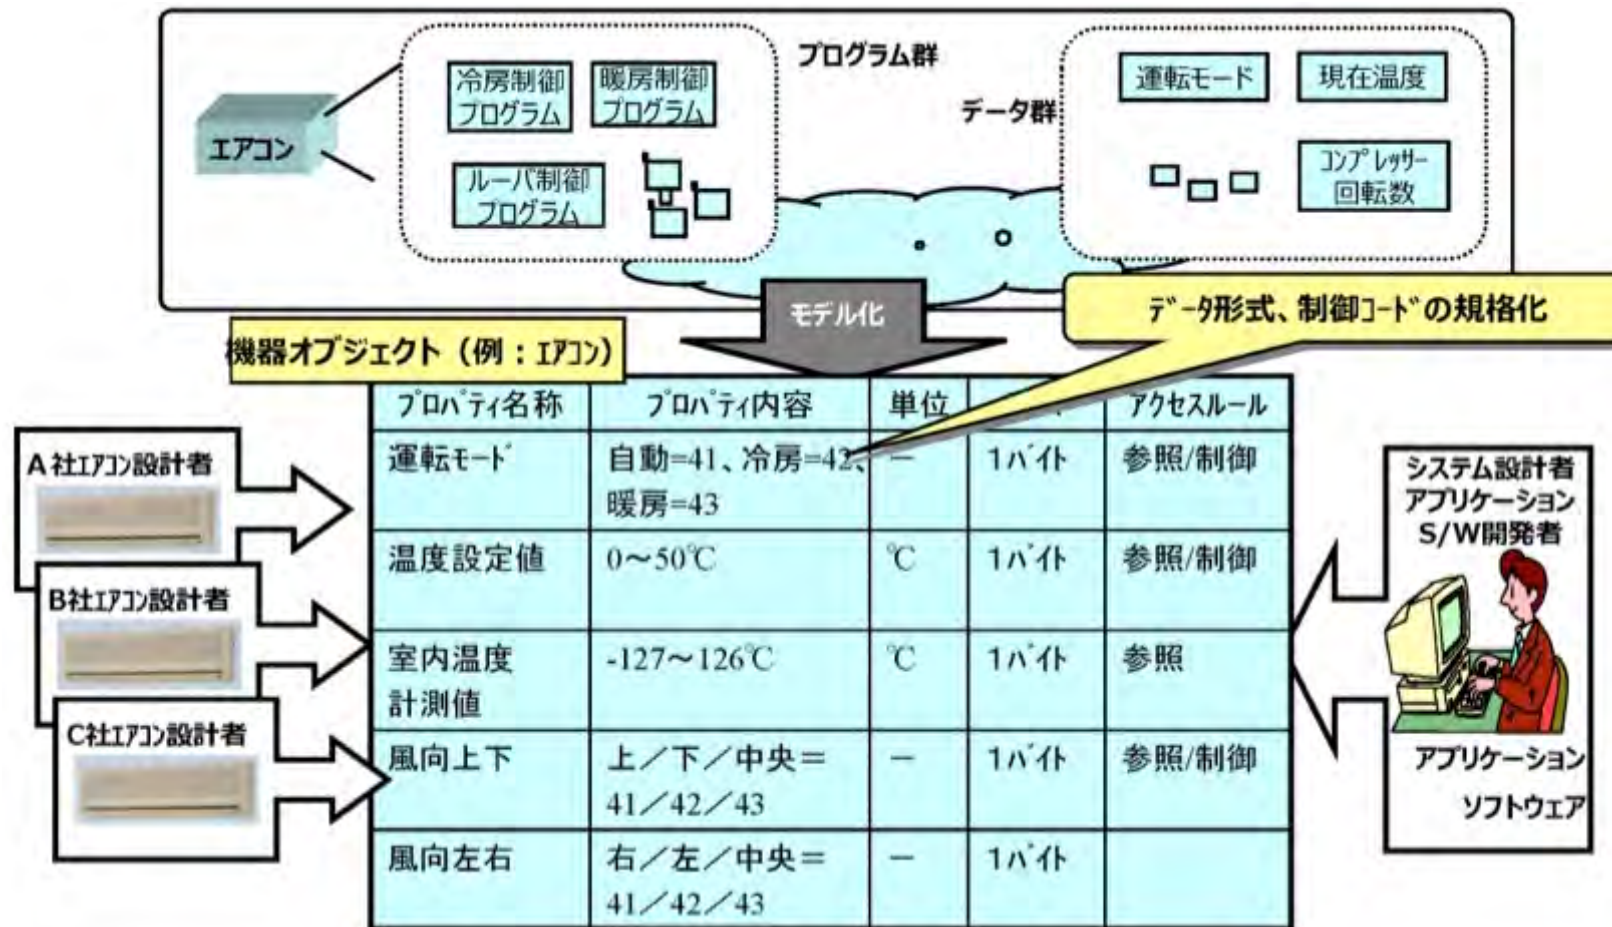 プログラム群
データ群
エアコン
冷房制御
プログラム
暖房制御
プログラム
ルーバ制御
プログラム
運転モード
現在温度
コンプレッサー
回転数
モデル化
データ形式、制御コードの規格化
機器オブジェクト（例：エアコン）
プロパティ名称 プロパティ内容 単位 アクセスルール
運転モード 自動=41、冷房=42、 － 1バイト 参照/制御
暖房=43
温度設定値 0～50℃ ℃ 1バイト 参照/制御
室内温度 -127～126℃ ℃ 1バイト 参照
計測値
風向上下 上／下／中央＝ － 1バイト 参照/制御
41／42／43
風向左右 右／左／中央＝ － 1バイト
41／42／43
A社エアコン設計者
B社エアコン設計者
C社エアコン設計者
システム設計者
アプリケーション
S/W開発者
アプリケーション
ソフトウェア